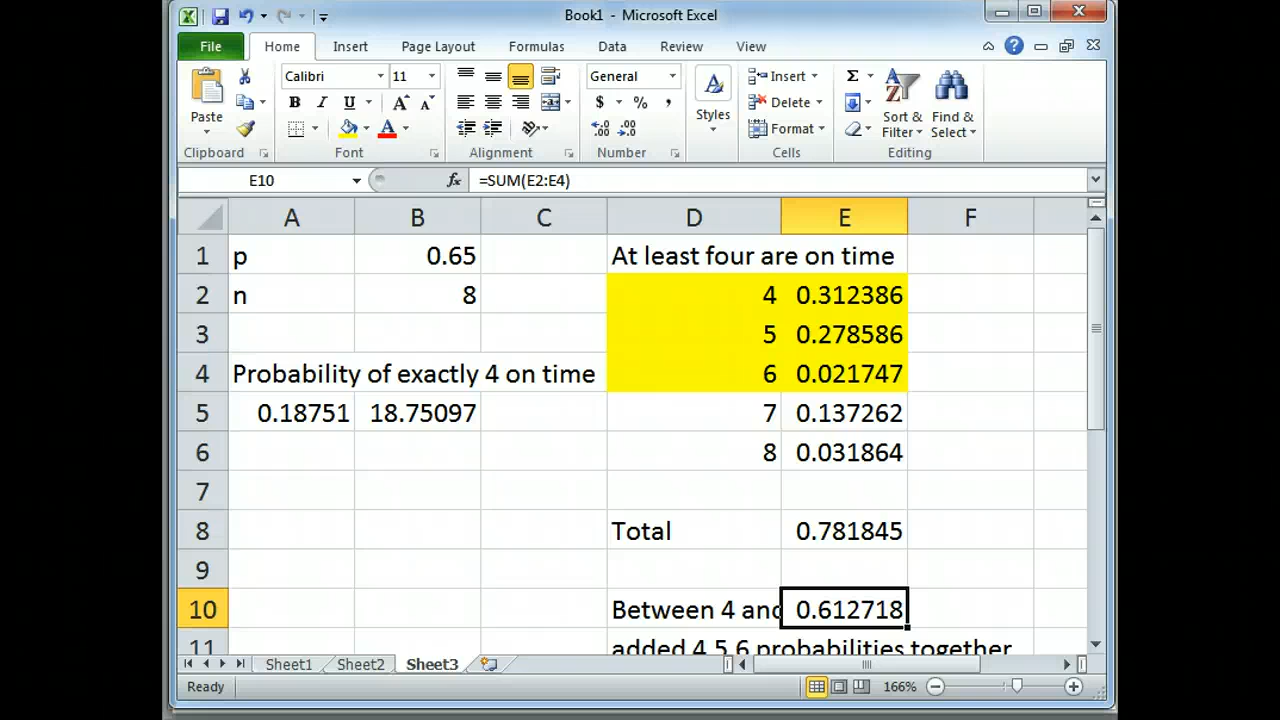 Book1 - Microsoft Excel
File Home Insert Page Layout Formulas Data Review View
Calibri 11 General Insert Σ
Paste B I U A A $ % , Styles Delete Sort & Filter Find & Select
A Format
Clipboard Font Alignment Number Cells Editing
E10 fx =SUM(E2:E4)
A B C D E F
1 p 0.65 At least four are on time
2 n 8 4 0.312386
3 5 0.278586
4 Probability of exactly 4 on time 6 0.021747
5 0.18751 18.75097 7 0.137262
6 8 0.031864
7
8 Total 0.781845
9
10 Between 4 and 0.612718
11 added 4 5 6 probabilities together
Sheet1 Sheet2 Sheet3
Ready 166%